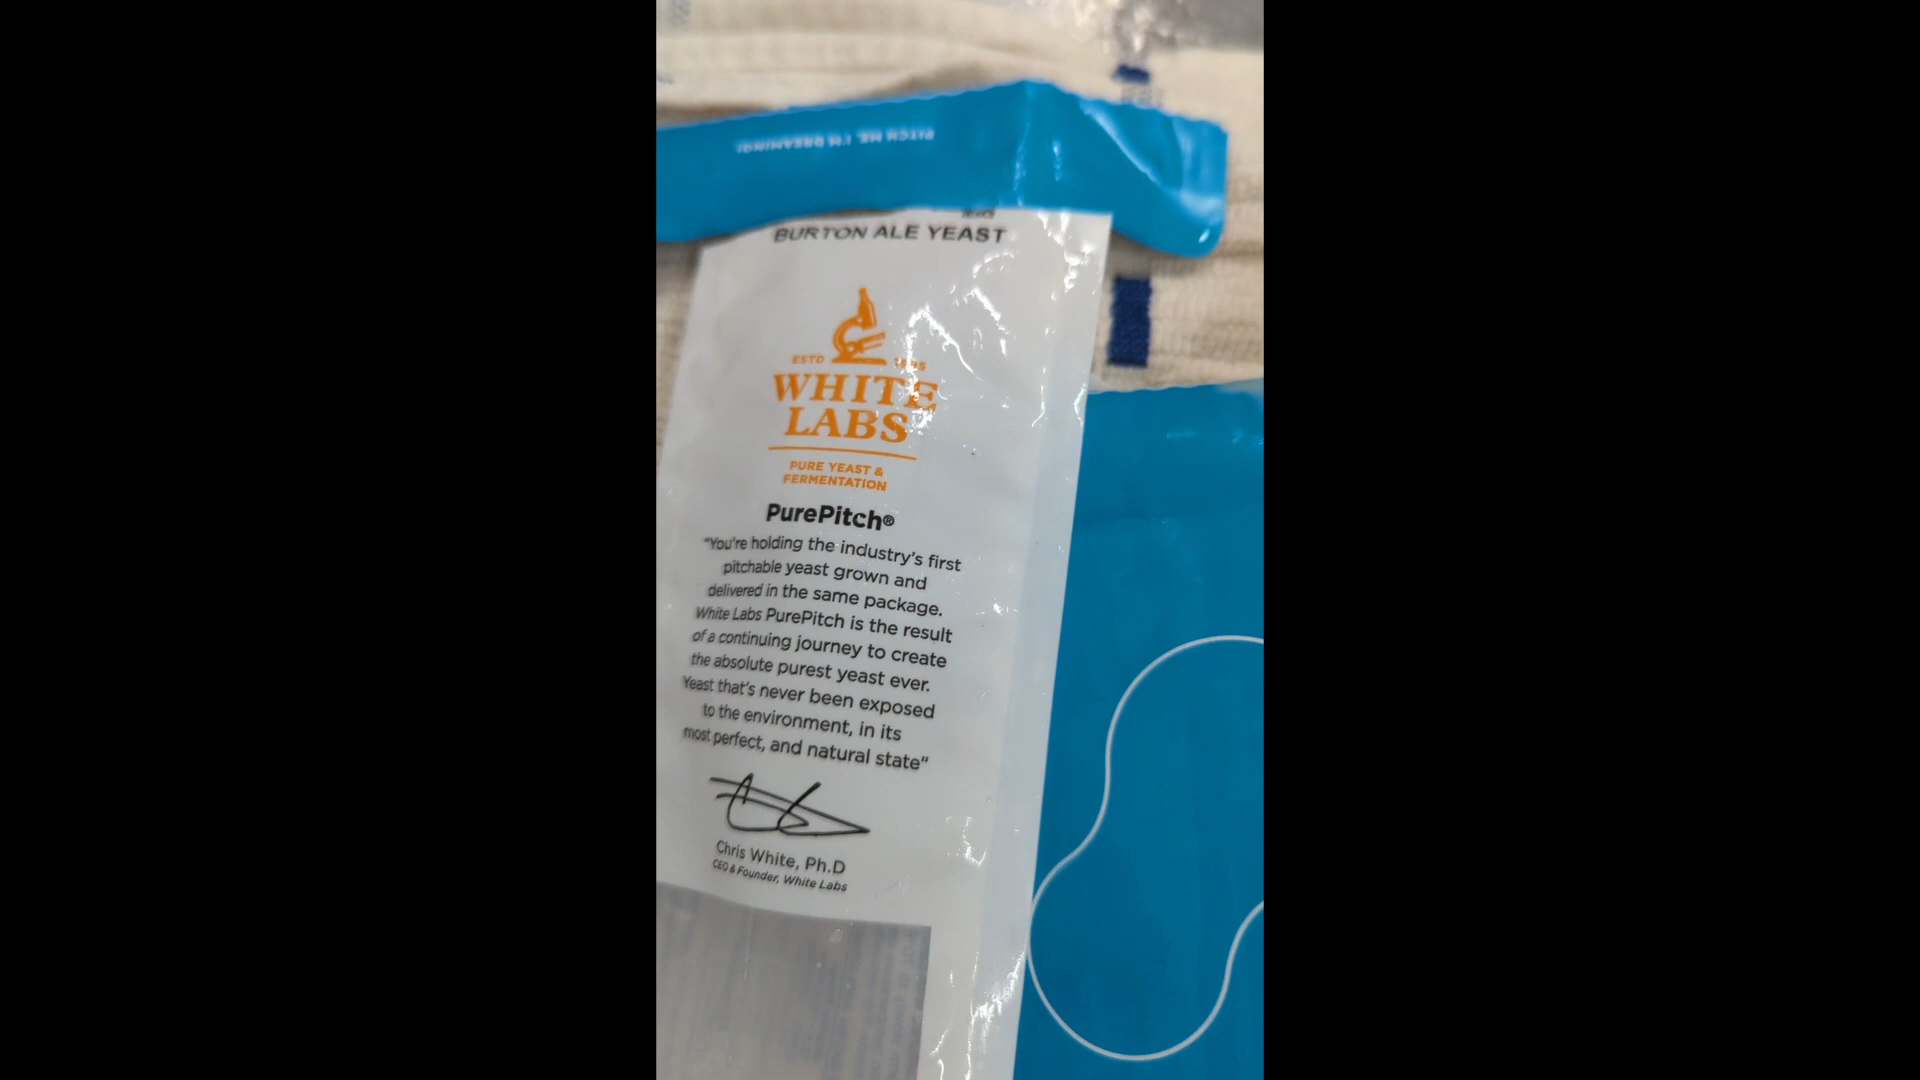 PITCH ME, I'M DREAMING!
BURTON ALE YEAST
ESTD 1995
WHITE
LABS
PURE YEAST &
FERMENTATION
PurePitch®
"You're holding the industry's first
pitchable yeast grown and
delivered in the same package.
White Labs PurePitch is the result
of a continuing journey to create
the absolute purest yeast ever.
Yeast that's never been exposed
to the environment, in its
most perfect, and natural state"
Chris White, Ph.D
CEO & Founder, White Labs